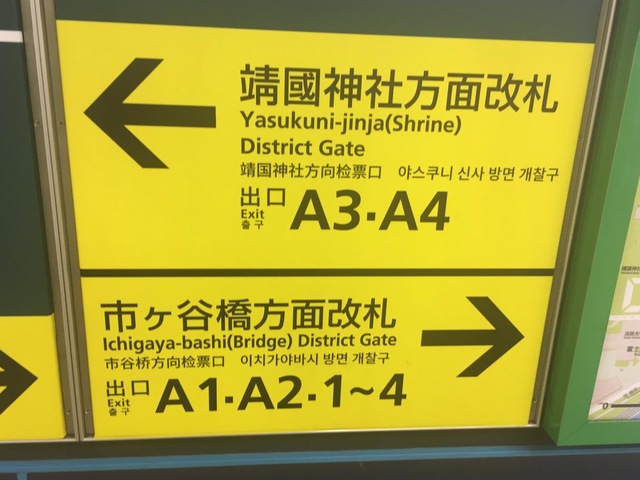 靖國神社方面改札
Yasukuni-jinja(Shrine)
District Gate
靖国神社方向检票口 야스쿠니 신사 방면 개찰구
出口
Exit
출구
A3・A4
市ヶ谷橋方面改札
Ichigaya-bashi(Bridge) District Gate
市谷桥方向检票口 이치가야바시 방면 개찰구
出口
Exit
출구
A1・A2・1~4